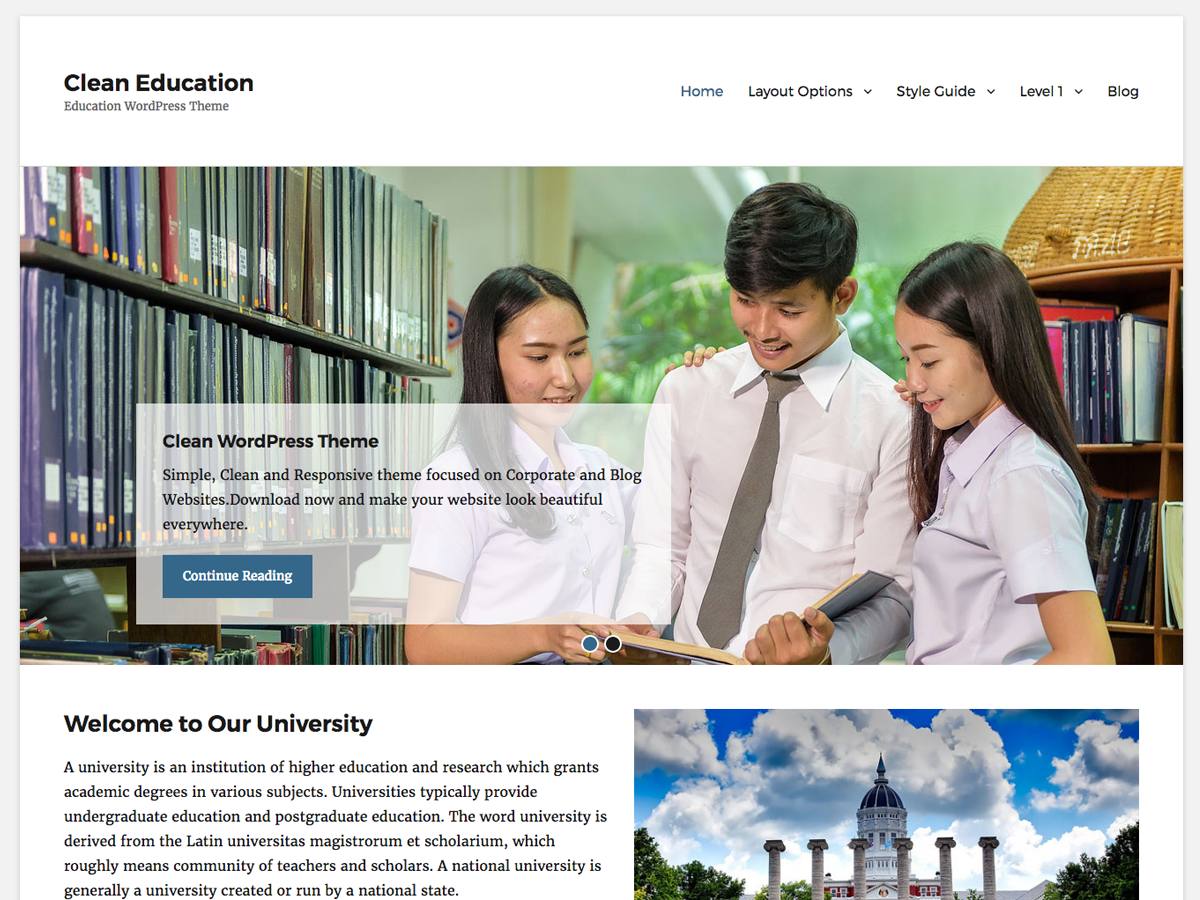 Clean Education
Education WordPress Theme
Home Layout Options Style Guide Level 1 Blog
Clean WordPress Theme
Simple, Clean and Responsive theme focused on Corporate and Blog
Websites.Download now and make your website look beautiful
everywhere.
Continue Reading
Welcome to Our University
A university is an institution of higher education and research which grants
academic degrees in various subjects. Universities typically provide
undergraduate education and postgraduate education. The word university is
derived from the Latin universitas magistrorum et scholarium, which
roughly means community of teachers and scholars. A national university is
generally a university created or run by a national state.